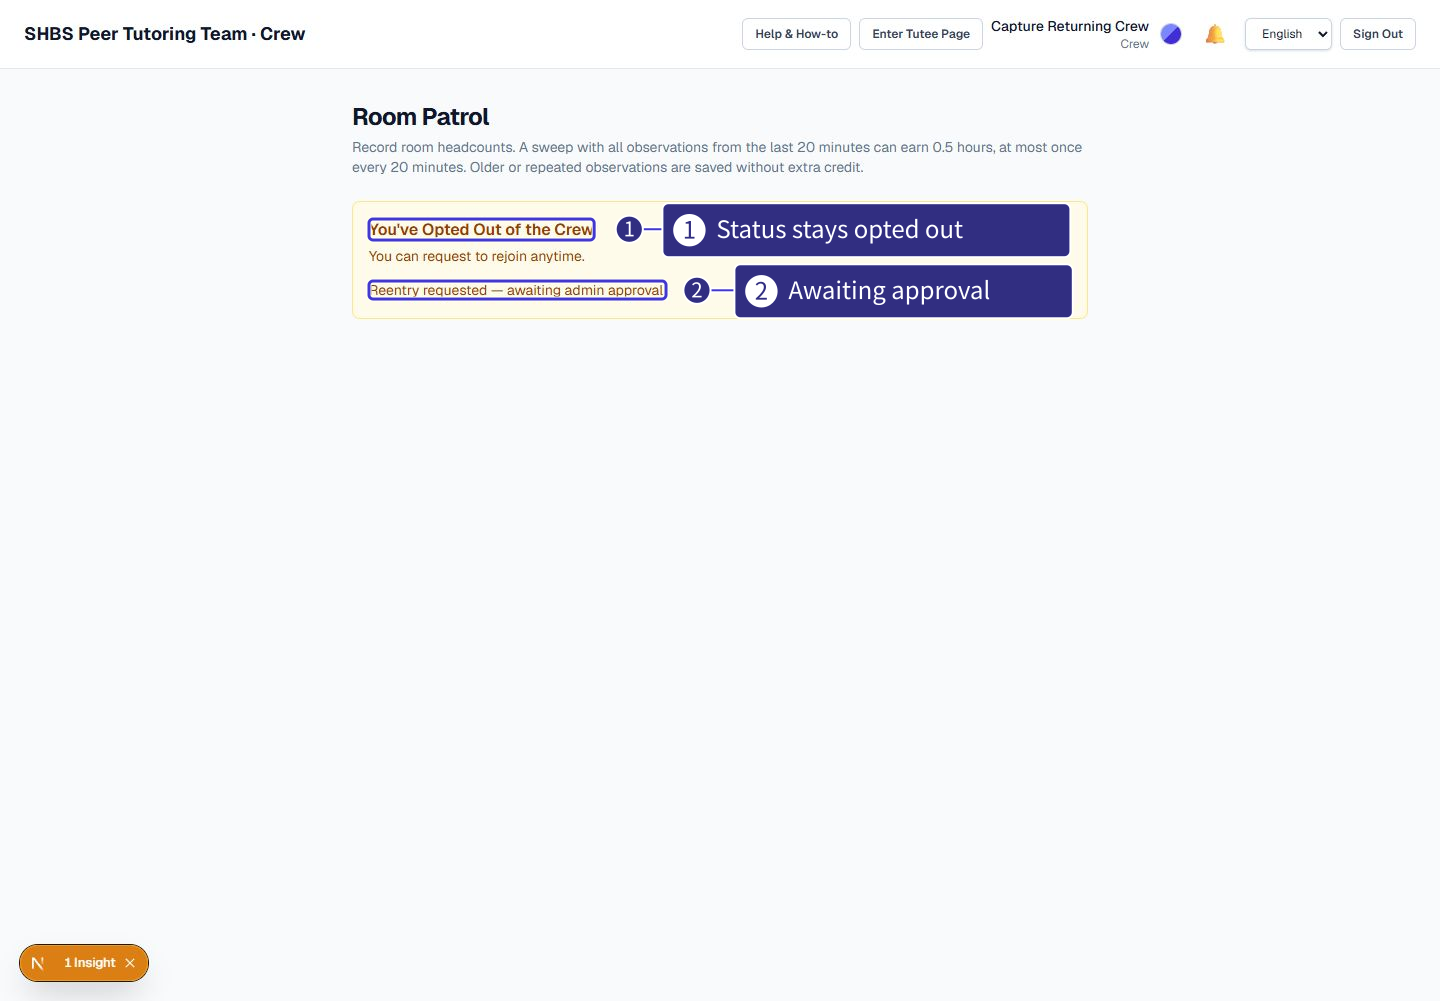 SHBS Peer Tutoring Team · Crew
Help & How-to
Enter Tutee Page
Capture Returning Crew
Crew
English
Sign Out
Room Patrol
Record room headcounts. A sweep with all observations from the last 20 minutes can earn 0.5 hours, at most once
every 20 minutes. Older or repeated observations are saved without extra credit.
You've Opted Out of the Crew
1
1 Status stays opted out
You can request to rejoin anytime.
Reentry requested — awaiting admin approval
2
2 Awaiting approval
N
1 Insight